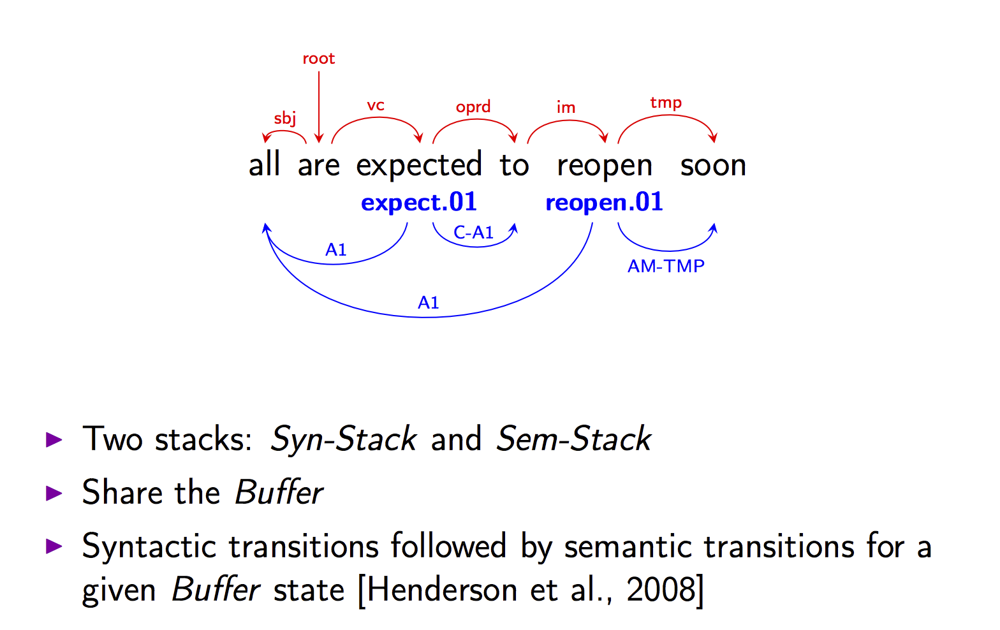 root
sbj vc oprd im tmp
all are expected to reopen soon
expect.01 reopen.01
A1 C-A1 AM-TMP
A1
Two stacks: Syn-Stack and Sem-Stack
Share the Buffer
Syntactic transitions followed by semantic transitions for a
given Buffer state [Henderson et al., 2008]